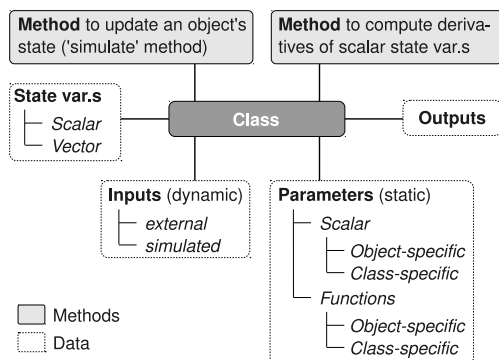 Method to update an object's
state ('simulate' method)
Method to compute deriva-
tives of scalar state var.s
State var.s
Scalar
Vector
Class
Outputs
Inputs (dynamic)
external
simulated
Parameters (static)
Scalar
Object-specific
Class-specific
Functions
Object-specific
Class-specific
Methods
Data